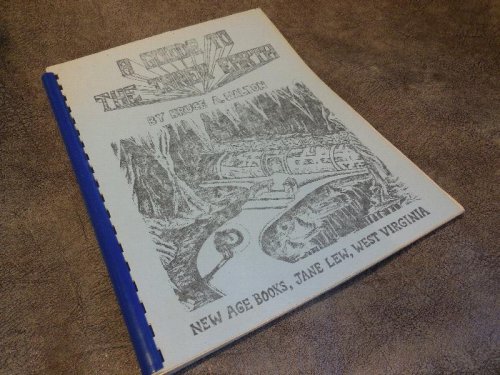 A GUIDE TO
THE INNER EARTH
BY BRUCE A. WALTON
NEW AGE BOOKS, JANE LEW, WEST VIRGINIA